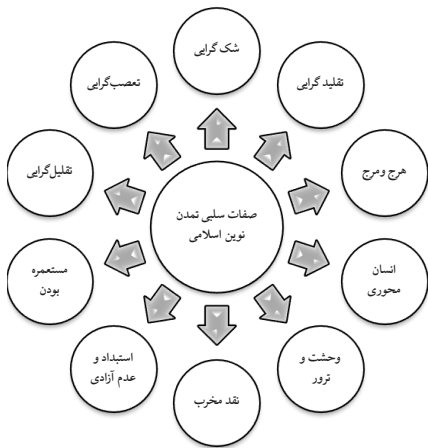 شک گرایی
تقلید گرایی
هرج ومرج
انسان
محوری
وحشت و
ترور
نقد مخرب
استبداد و
عدم آزادی
مستعمره
بودن
تقلیل‌گرایی
تعصب‌گرایی
صفات سلبی تمدن
نوین اسلامی